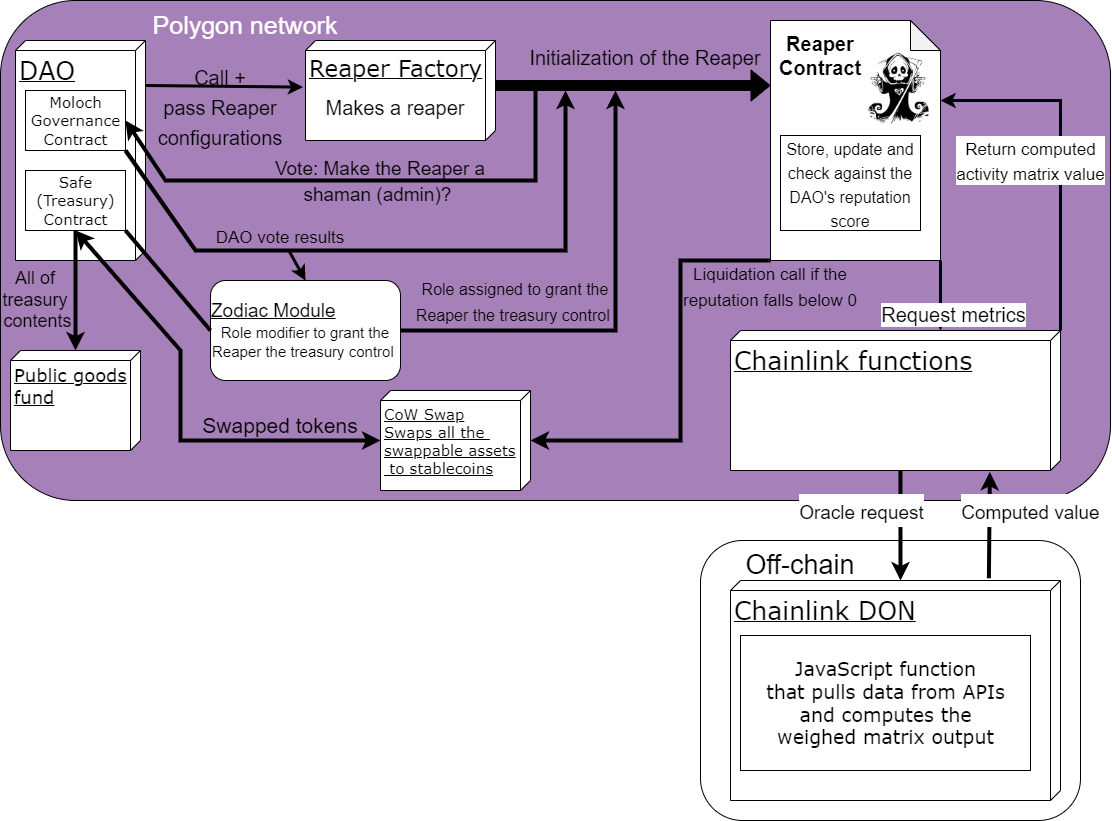 Polygon network
DAO
Moloch
Governance
Contract
Safe
(Treasury)
Contract
Call +
pass Reaper
configurations
Reaper Factory
Makes a reaper
Initialization of the Reaper
Reaper
Contract
Store, update and
check against the
DAO's reputation
score
Return computed
activity matrix value
Vote: Make the Reaper a
shaman (admin)?
DAO vote results
All of
treasury
contents
Zodiac Module
Role modifier to grant the
Reaper the treasury control
Role assigned to grant the
Reaper the treasury control
Liquidation call if the
reputation falls below 0
Request metrics
Chainlink functions
Public goods
fund
Swapped tokens
CoW Swap
Swaps all the
swappable assets
to stablecoins
Oracle request
Computed value
Off-chain
Chainlink DON
JavaScript function
that pulls data from APIs
and computes the
weighed matrix output